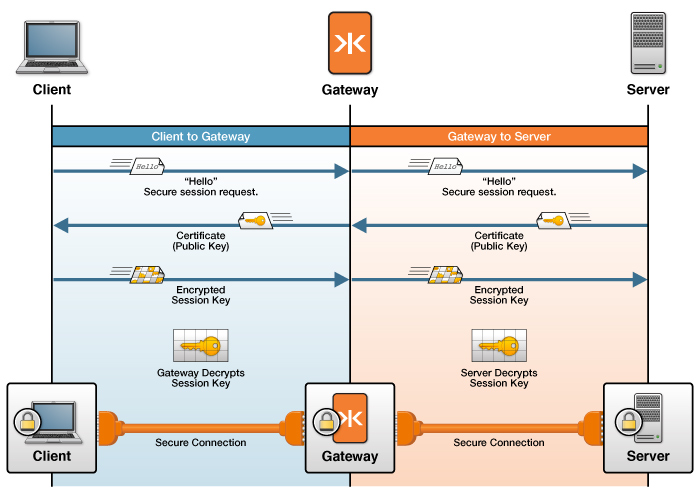 Client
Gateway
Server
Client to Gateway
Gateway to Server
Hello
Hello
“Hello”
Secure session request.
“Hello”
Secure session request.
Certificate
(Public Key)
Certificate
(Public Key)
Encrypted
Session Key
Encrypted
Session Key
Gateway Decrypts
Session Key
Server Decrypts
Session Key
Secure Connection
Secure Connection
Client
Gateway
Server